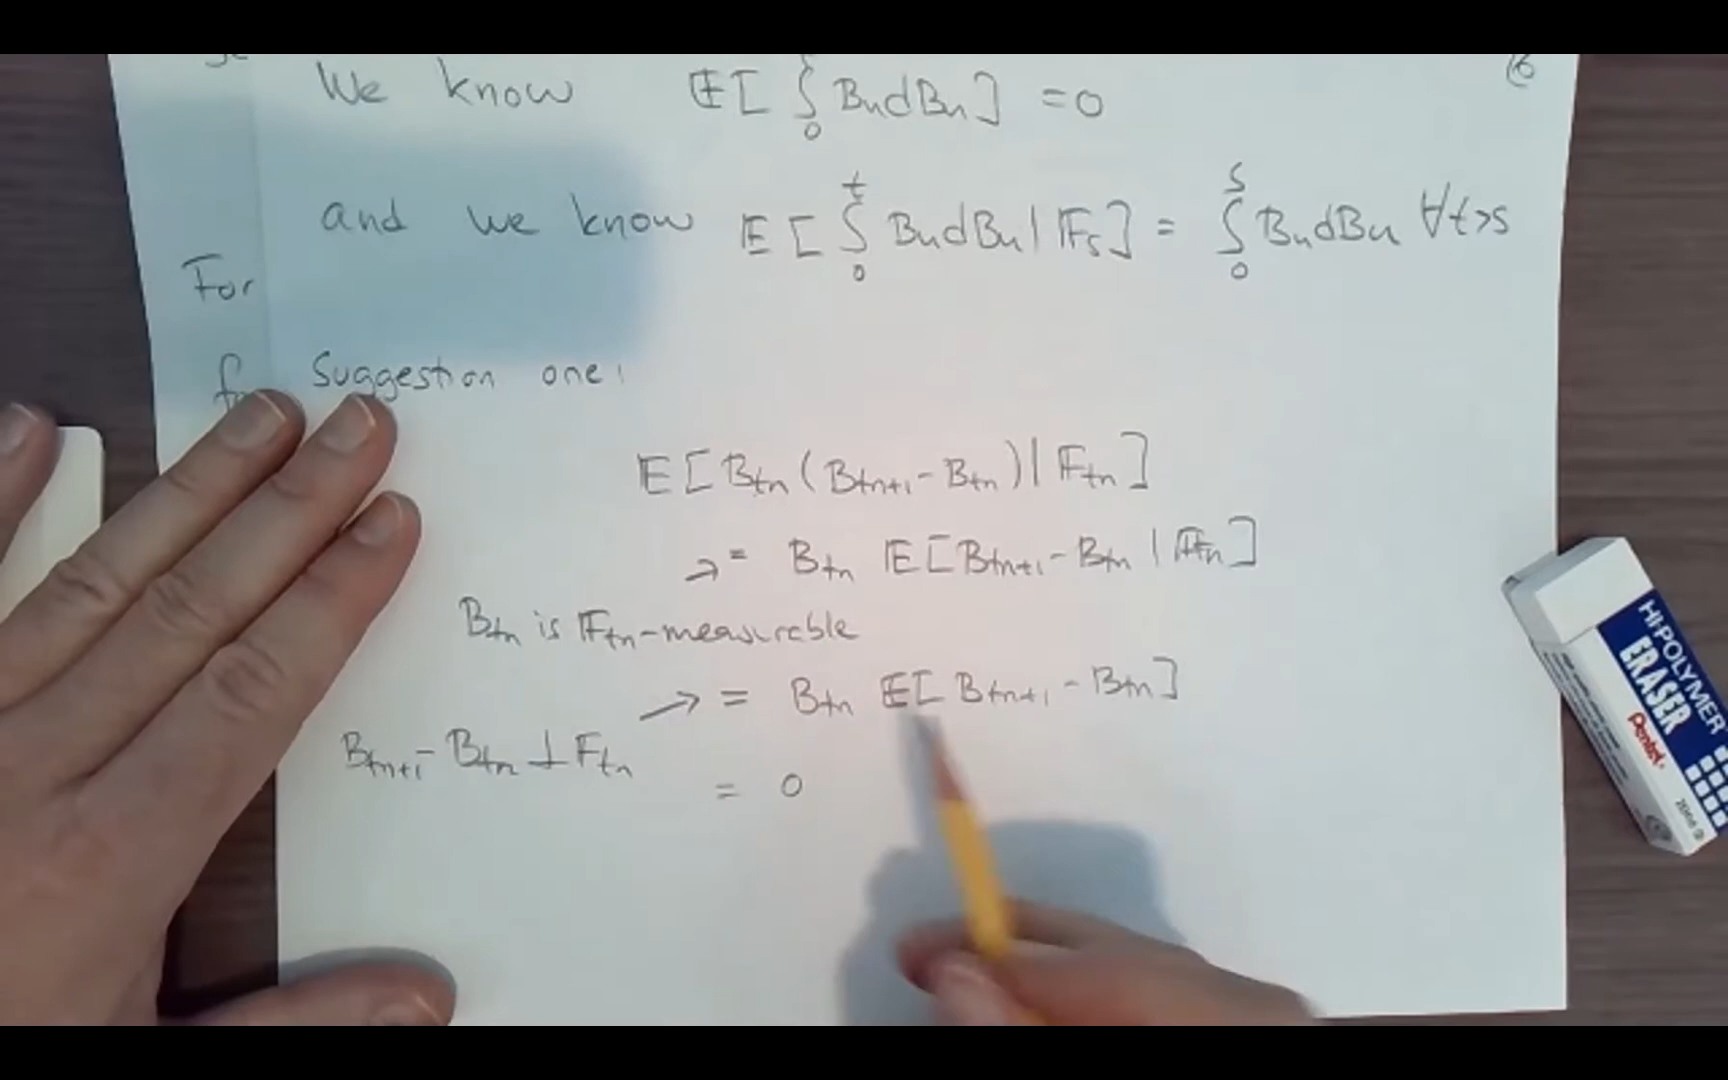 We know E[∫₀ BudBu] = 0
6
and we know E[∫₀ᵗ BudBu | Fs] = ∫₀ˢ BudBu ∀t>s
For
Suggestion one:
E[Btn(Btn+1 - Btn) | Ftn]
→ = Btn E[Btn+1 - Btn | Ftn]
Btn is Ftn-measurable
→ = Btn E[Btn+1 - Btn]
Btn+1 - Btn ⊥ Ftn
= 0
HI-POLYMER
ERASER
Pentel